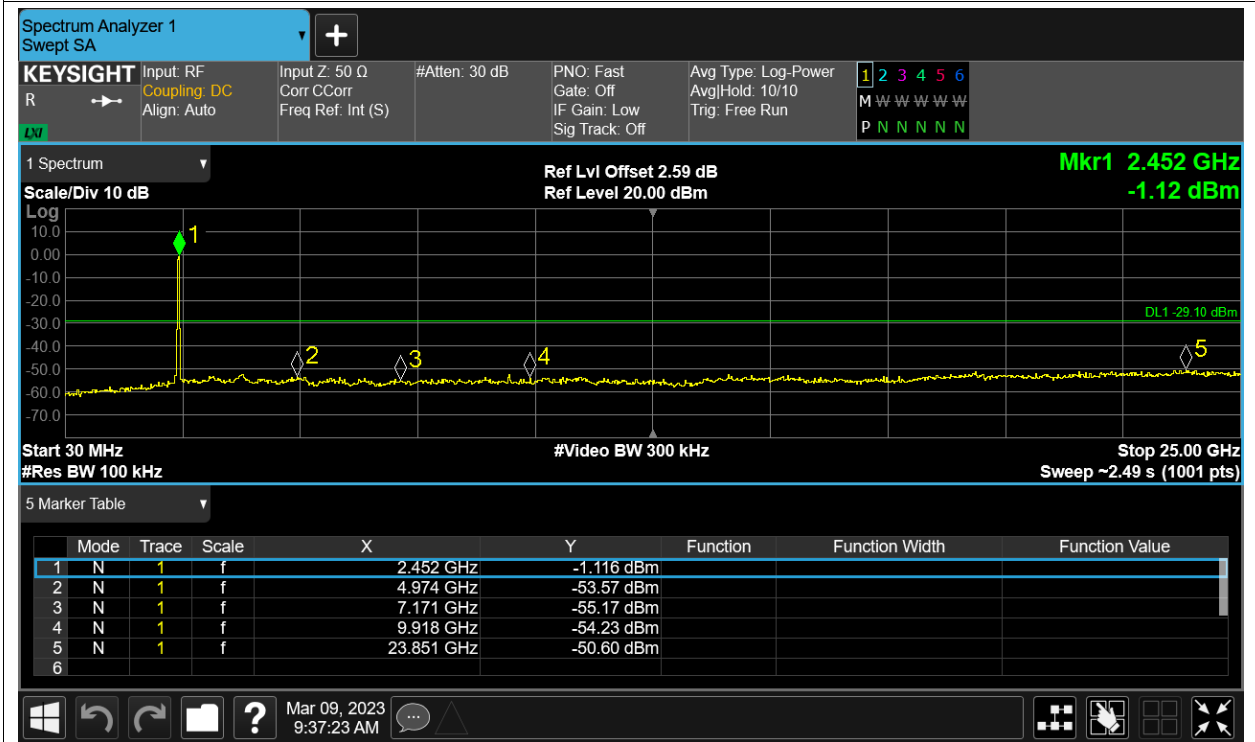 Spectrum Analyzer 1
Swept SA
+
KEYSIGHT
R
LXI
Input: RF
Coupling: DC
Align: Auto
Input Z: 50 Ω
Corr CCorr
Freq Ref: Int (S)
#Atten: 30 dB
PNO: Fast
Gate: Off
IF Gain: Low
Sig Track: Off
Avg Type: Log-Power
Avg|Hold: 10/10
Trig: Free Run
1 2 3 4 5 6
M W W W W W
P N N N N N
1 Spectrum
Scale/Div 10 dB
Ref Lvl Offset 2.59 dB
Ref Level 20.00 dBm
Mkr1 2.452 GHz
-1.12 dBm
Log
10.0
0.00
-10.0
-20.0
-30.0
-40.0
-50.0
-60.0
-70.0
1
2
3
4
5
DL1 -29.10 dBm
Start 30 MHz
#Res BW 100 kHz
#Video BW 300 kHz
Stop 25.00 GHz
Sweep ~2.49 s (1001 pts)
5 Marker Table
Mode Trace Scale X Y Function Function Width Function Value
1 N 1 f 2.452 GHz -1.116 dBm
2 N 1 f 4.974 GHz -53.57 dBm
3 N 1 f 7.171 GHz -55.17 dBm
4 N 1 f 9.918 GHz -54.23 dBm
5 N 1 f 23.851 GHz -50.60 dBm
6
?
Mar 09, 2023
9:37:23 AM